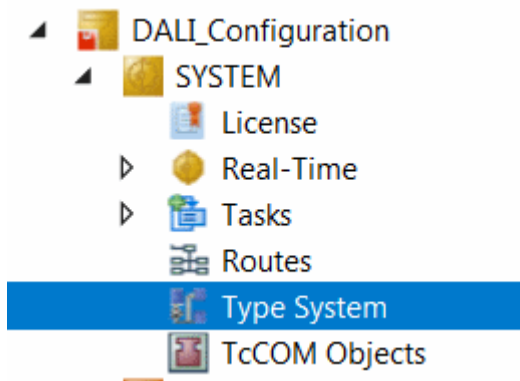 DALI_Configuration
SYSTEM
License
Real-Time
Tasks
Routes
Type System
TcCOM Objects